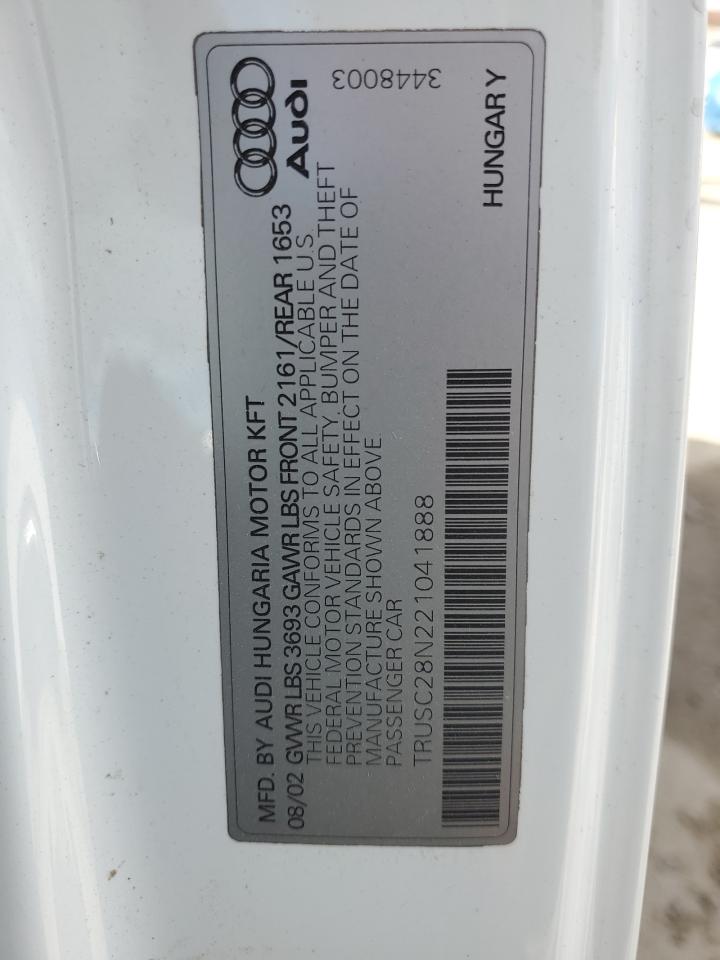 MFD. BY AUDI HUNGARIA MOTOR KFT
08/02 GVWR LBS 3693 GAWR LBS FRONT 2161/REAR 1653
THIS VEHICLE CONFORMS TO ALL APPLICABLE U.S.
FEDERAL MOTOR VEHICLE SAFETY, BUMPER AND THEFT
PREVENTION STANDARDS IN EFFECT ON THE DATE OF
MANUFACTURE SHOWN ABOVE.
PASSENGER CAR
TRUSC28N221041888
Audi
3448003
HUNGARY